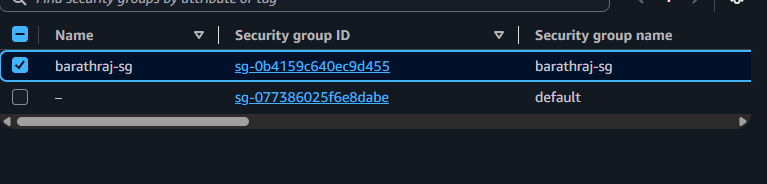 Find security groups by attribute or tag
Name Security group ID Security group name
barathraj-sg sg-0b4159c640ec9d455 barathraj-sg
– sg-077386025f6e8dabe default